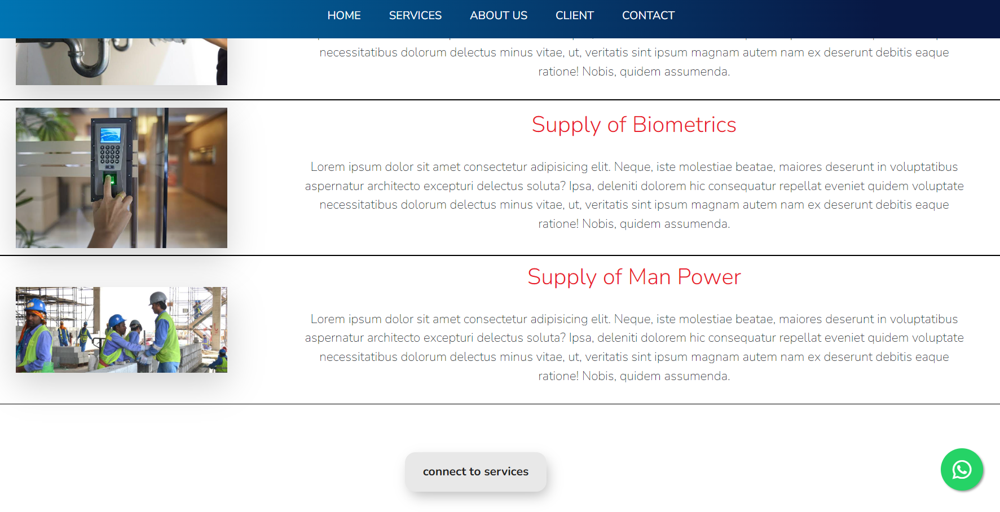 HOME SERVICES ABOUT US CLIENT CONTACT
necessitatibus dolorum delectus minus vitae, ut, veritatis sint ipsum magnam autem nam ex deserunt debitis eaque
ratione! Nobis, quidem assumenda.
Supply of Biometrics
Lorem ipsum dolor sit amet consectetur adipisicing elit. Neque, iste molestiae beatae, maiores deserunt in voluptatibus
aspernatur architecto excepturi delectus soluta? Ipsa, deleniti dolorem hic consequatur repellat eveniet quidem voluptate
necessitatibus dolorum delectus minus vitae, ut, veritatis sint ipsum magnam autem nam ex deserunt debitis eaque
ratione! Nobis, quidem assumenda.
Supply of Man Power
Lorem ipsum dolor sit amet consectetur adipisicing elit. Neque, iste molestiae beatae, maiores deserunt in voluptatibus
aspernatur architecto excepturi delectus soluta? Ipsa, deleniti dolorem hic consequatur repellat eveniet quidem voluptate
necessitatibus dolorum delectus minus vitae, ut, veritatis sint ipsum magnam autem nam ex deserunt debitis eaque
ratione! Nobis, quidem assumenda.
connect to services